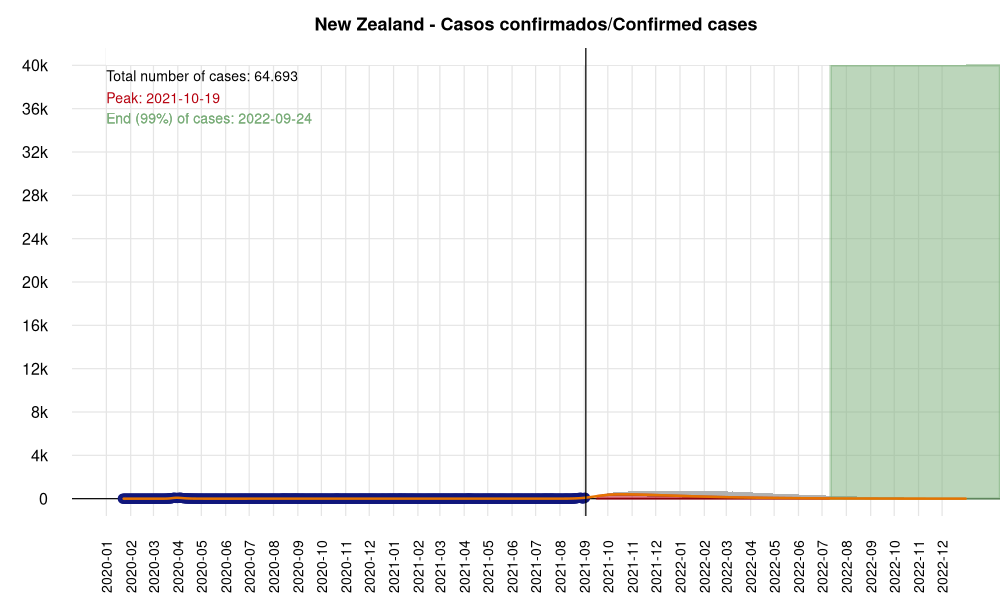 New Zealand - Casos confirmados/Confirmed cases
40k
Total number of cases: 64.693
Peak: 2021-10-19
36k
End (99%) of cases: 2022-09-24
32k
28k
24k
20k
16k
12k
8k
4k
0
2020-01
2020-02
2020-03
2020-04
2020-05
2020-06
2020-07
2020-08
2020-09
2020-10
2020-11
2020-12
2021-01
2021-02
2021-03
2021-04
2021-05
2021-06
2021-07
2021-08
2021-09
2021-10
2021-11
2021-12
2022-01
2022-02
2022-03
2022-04
2022-05
2022-06
2022-07
2022-08
2022-09
2022-10
2022-11
2022-12